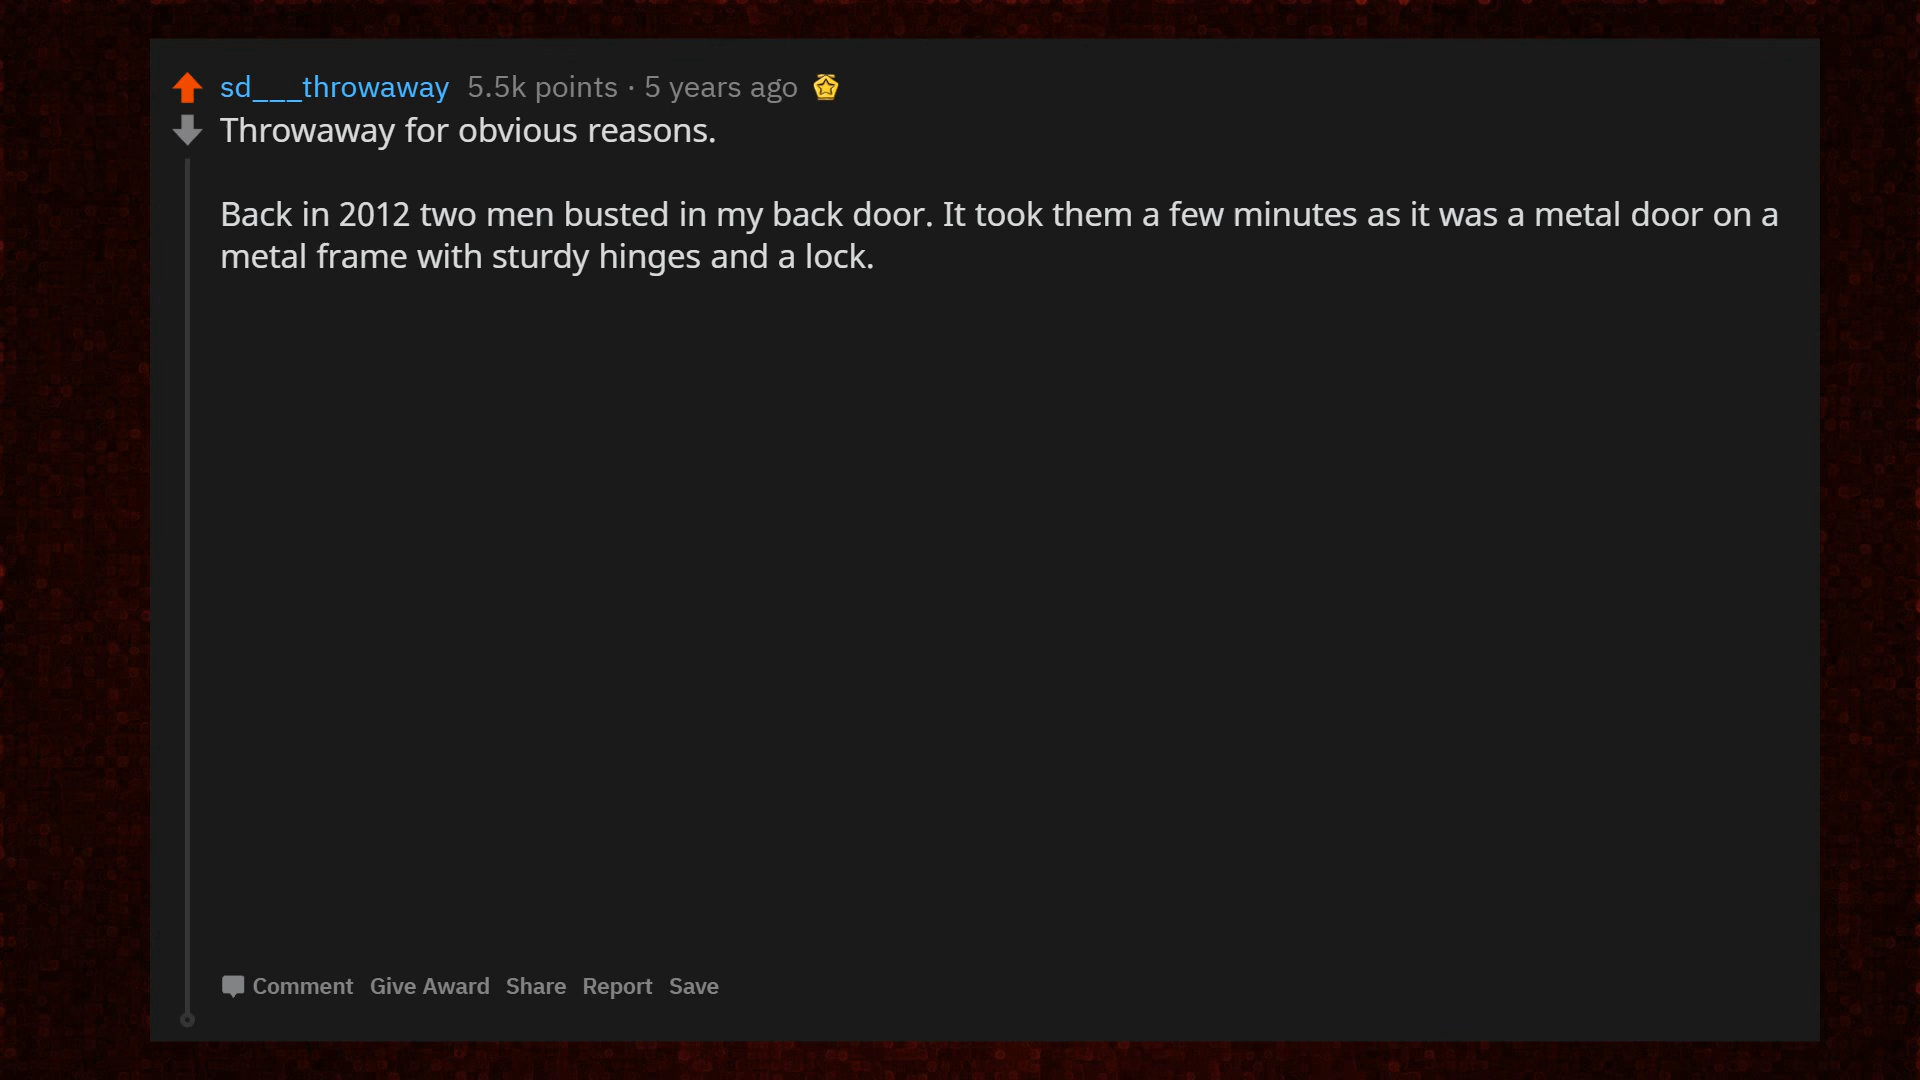 sd___throwaway 5.5k points · 5 years ago
Throwaway for obvious reasons.
Back in 2012 two men busted in my back door. It took them a few minutes as it was a metal door on a
metal frame with sturdy hinges and a lock.
Comment Give Award Share Report Save